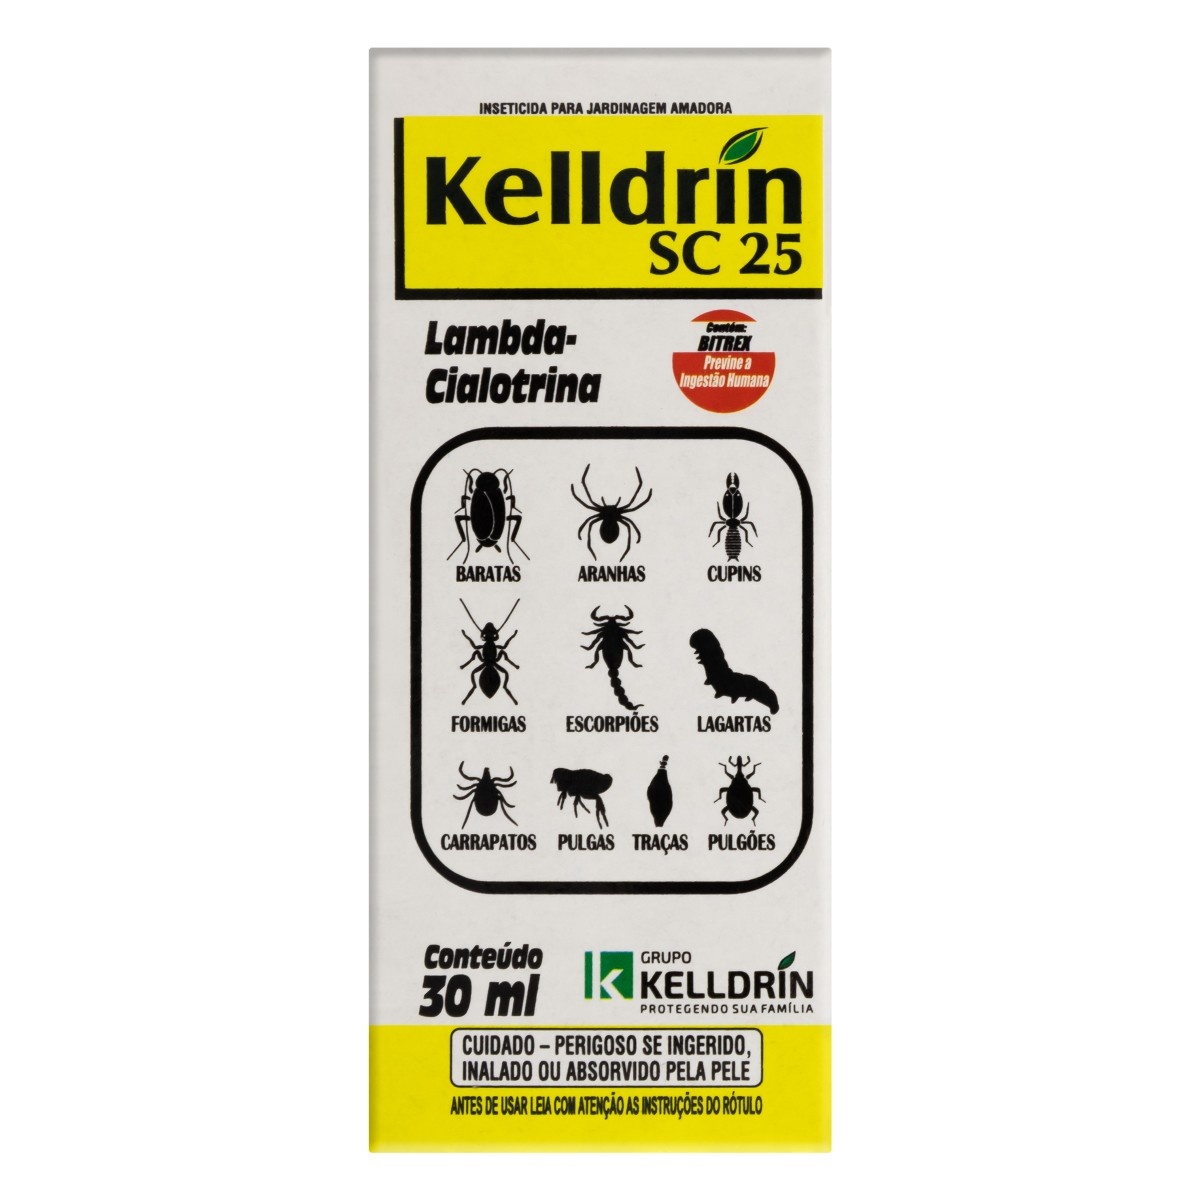 INSETICIDA PARA JARDINAGEM AMADORA
Kelldrin
SC 25
Lambda-
Cialotrina
Contém:
BITREX
Previne a
Ingestão Humana
BARATAS ARANHAS CUPINS
FORMIGAS ESCORPIÕES LAGARTAS
CARRAPATOS PULGAS TRAÇAS PULGÕES
Conteúdo
30 ml
K
GRUPO
KELLDRIN
PROTEGENDO SUA FAMÍLIA
CUIDADO – PERIGOSO SE INGERIDO,
INALADO OU ABSORVIDO PELA PELE
ANTES DE USAR LEIA COM ATENÇÃO AS INSTRUÇÕES DO RÓTULO